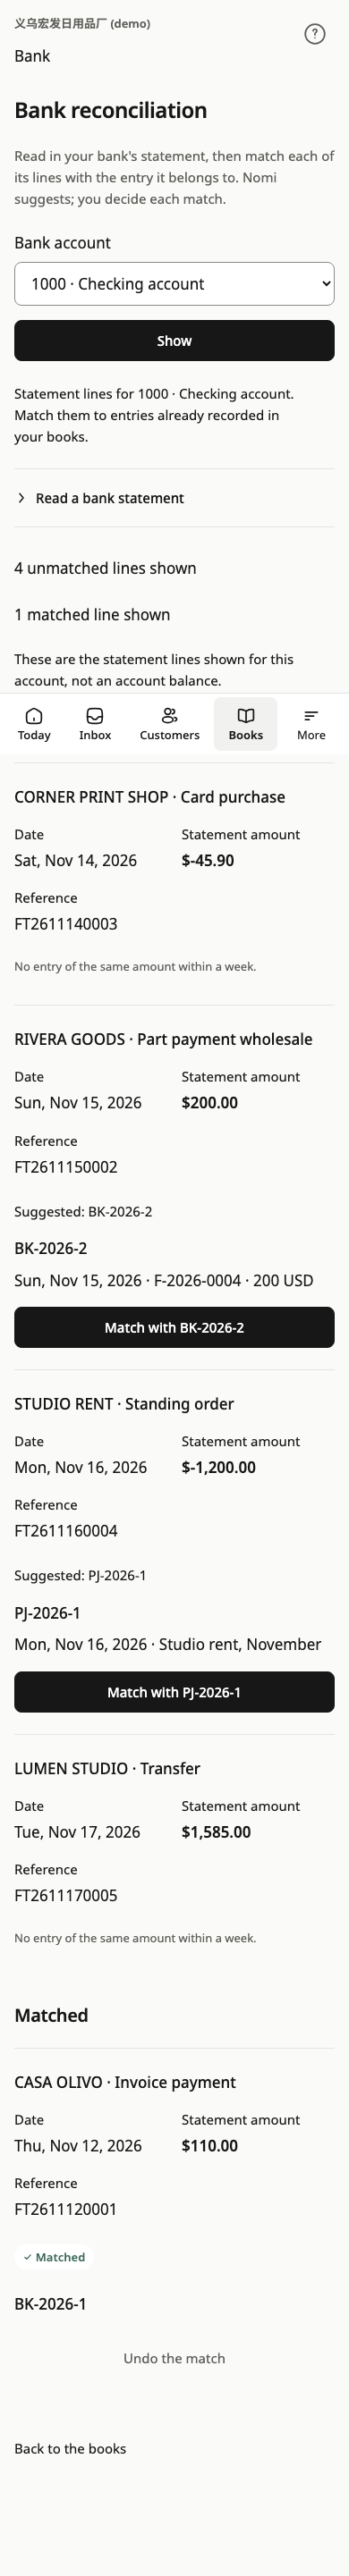 义乌宏发日用品厂 (demo)
Bank
Bank reconciliation
Read in your bank's statement, then match each of
its lines with the entry it belongs to. Nomi
suggests; you decide each match.
Bank account
1000 · Checking account
Show
Statement lines for 1000 · Checking account.
Match them to entries already recorded in
your books.
Read a bank statement
4 unmatched lines shown
1 matched line shown
These are the statement lines shown for this
account, not an account balance.
Today Inbox Customers Books More
CORNER PRINT SHOP · Card purchase
Date Statement amount
Sat, Nov 14, 2026 $-45.90
Reference
FT2611140003
No entry of the same amount within a week.
RIVERA GOODS · Part payment wholesale
Date Statement amount
Sun, Nov 15, 2026 $200.00
Reference
FT2611150002
Suggested: BK-2026-2
BK-2026-2
Sun, Nov 15, 2026 · F-2026-0004 · 200 USD
Match with BK-2026-2
STUDIO RENT · Standing order
Date Statement amount
Mon, Nov 16, 2026 $-1,200.00
Reference
FT2611160004
Suggested: PJ-2026-1
PJ-2026-1
Mon, Nov 16, 2026 · Studio rent, November
Match with PJ-2026-1
LUMEN STUDIO · Transfer
Date Statement amount
Tue, Nov 17, 2026 $1,585.00
Reference
FT2611170005
No entry of the same amount within a week.
Matched
CASA OLIVO · Invoice payment
Date Statement amount
Thu, Nov 12, 2026 $110.00
Reference
FT2611120001
Matched
BK-2026-1
Undo the match
Back to the books